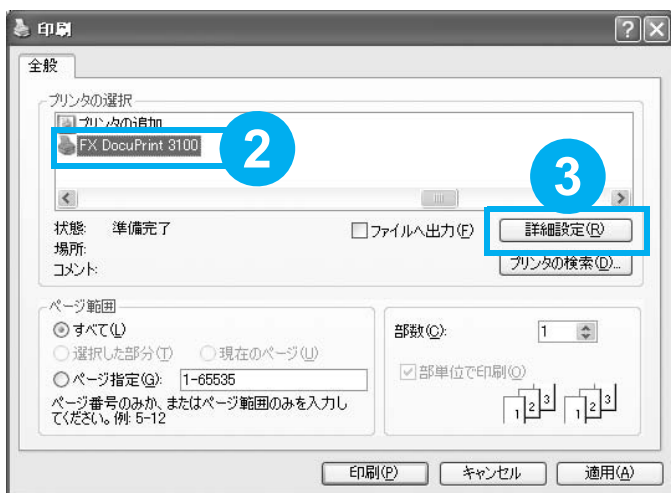 印刷
全般
プリンタの選択
プリンタの追加
FX DocuPrint 3100
2
3
状態: 準備完了
ファイルへ出力(F)
詳細設定(R)
場所:
コメント:
プリンタの検索(D)...
ページ範囲
すべて(L)
選択した部分(T) 現在のページ(U)
ページ指定(G): 1-65535
ページ番号のみか、またはページ範囲のみを入力し
てください。例: 5-12
部数(C): 1
部単位で印刷(O)
1 2 3 1 2 3
印刷(P) キャンセル 適用(A)